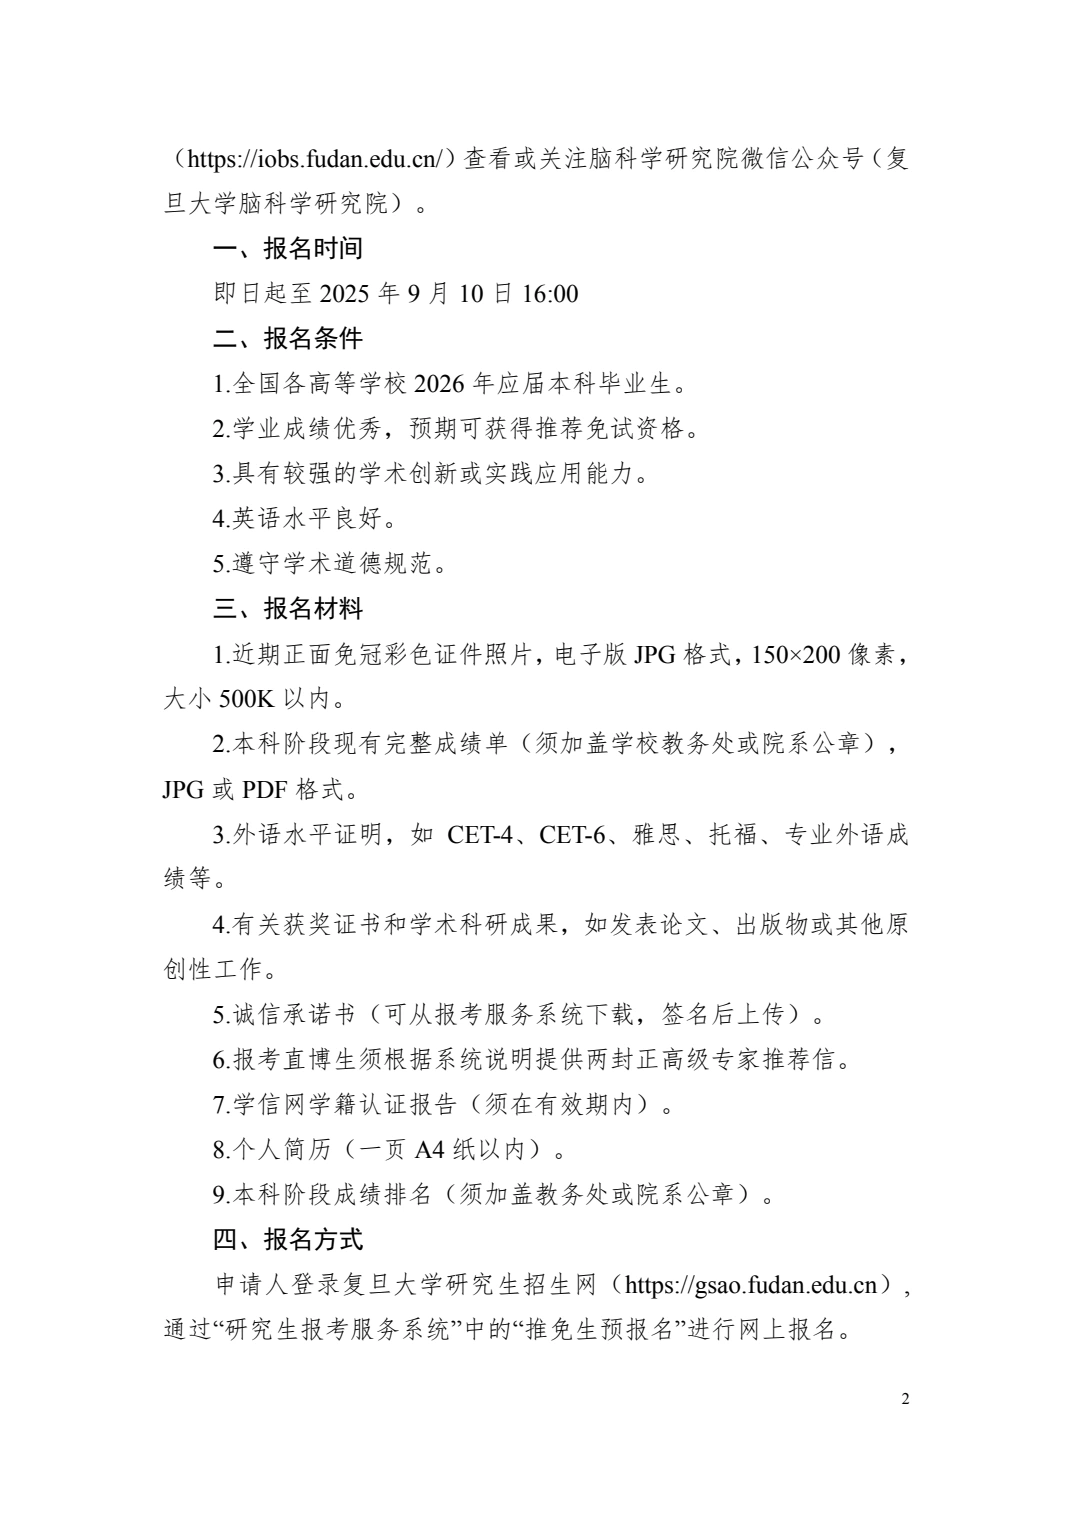 （https://iobs.fudan.edu.cn/）查看或关注脑科学研究院微信公众号（复
旦大学脑科学研究院）。
一、报名时间
即日起至 2025 年 9 月 10 日 16:00
二、报名条件
1.全国各高等学校 2026 年应届本科毕业生。
2.学业成绩优秀，预期可获得推荐免试资格。
3.具有较强的学术创新或实践应用能力。
4.英语水平良好。
5.遵守学术道德规范。
三、报名材料
1.近期正面免冠彩色证件照片，电子版 JPG 格式，150×200 像素，
大小 500K 以内。
2.本科阶段现有完整成绩单（须加盖学校教务处或院系公章），
JPG 或 PDF 格式。
3.外语水平证明，如 CET-4、CET-6、雅思、托福、专业外语成
绩等。
4.有关获奖证书和学术科研成果，如发表论文、出版物或其他原
创性工作。
5.诚信承诺书（可从报考服务系统下载，签名后上传）。
6.报考直博生须根据系统说明提供两封正高级专家推荐信。
7.学信网学籍认证报告（须在有效期内）。
8.个人简历（一页 A4 纸以内）。
9.本科阶段成绩排名（须加盖教务处或院系公章）。
四、报名方式
申请人登录复旦大学研究生招生网（https://gsao.fudan.edu.cn），
通过“研究生报考服务系统”中的“推免生预报名”进行网上报名。
2